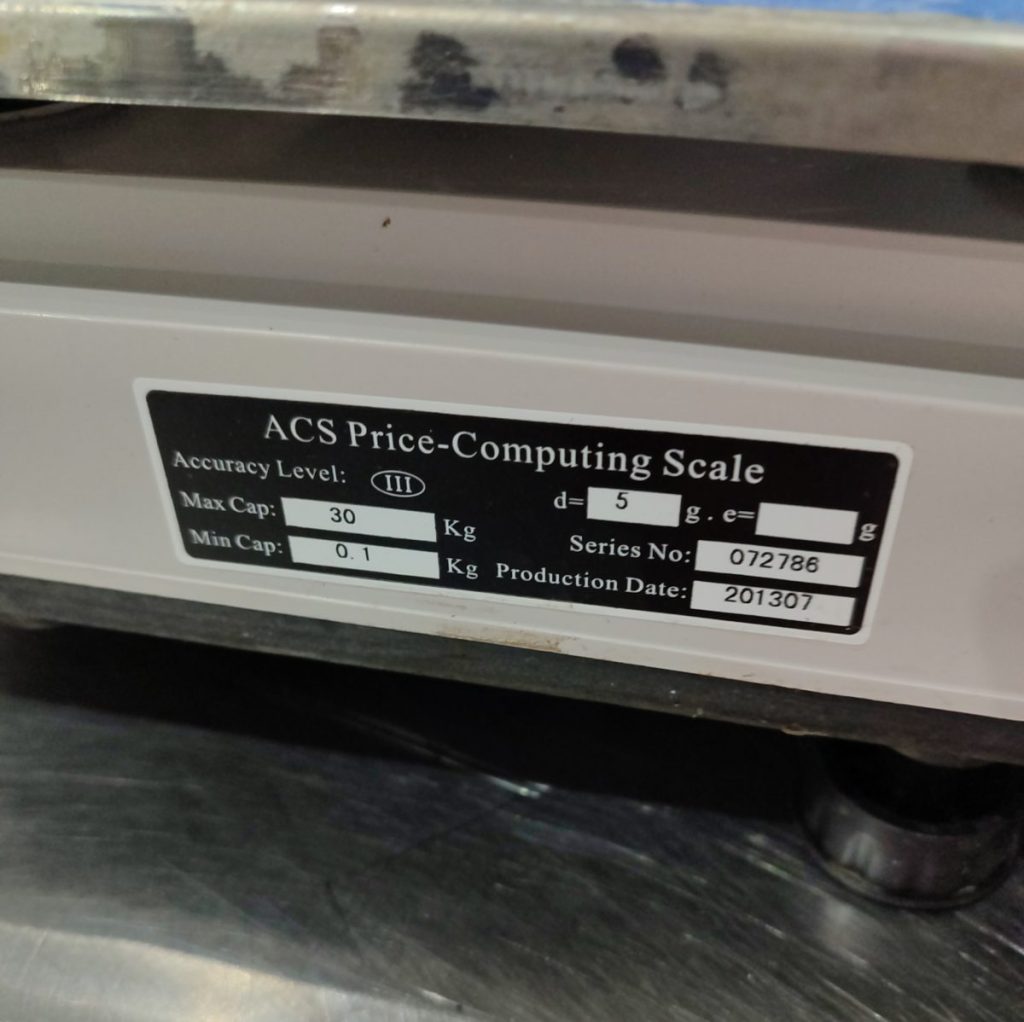 ACS Price-Computing Scale
Accuracy Level: III
d= 5 g . e= g
Max Cap: 30 Kg
Series No: 072786
Min Cap: 0.1 Kg
Production Date: 201307